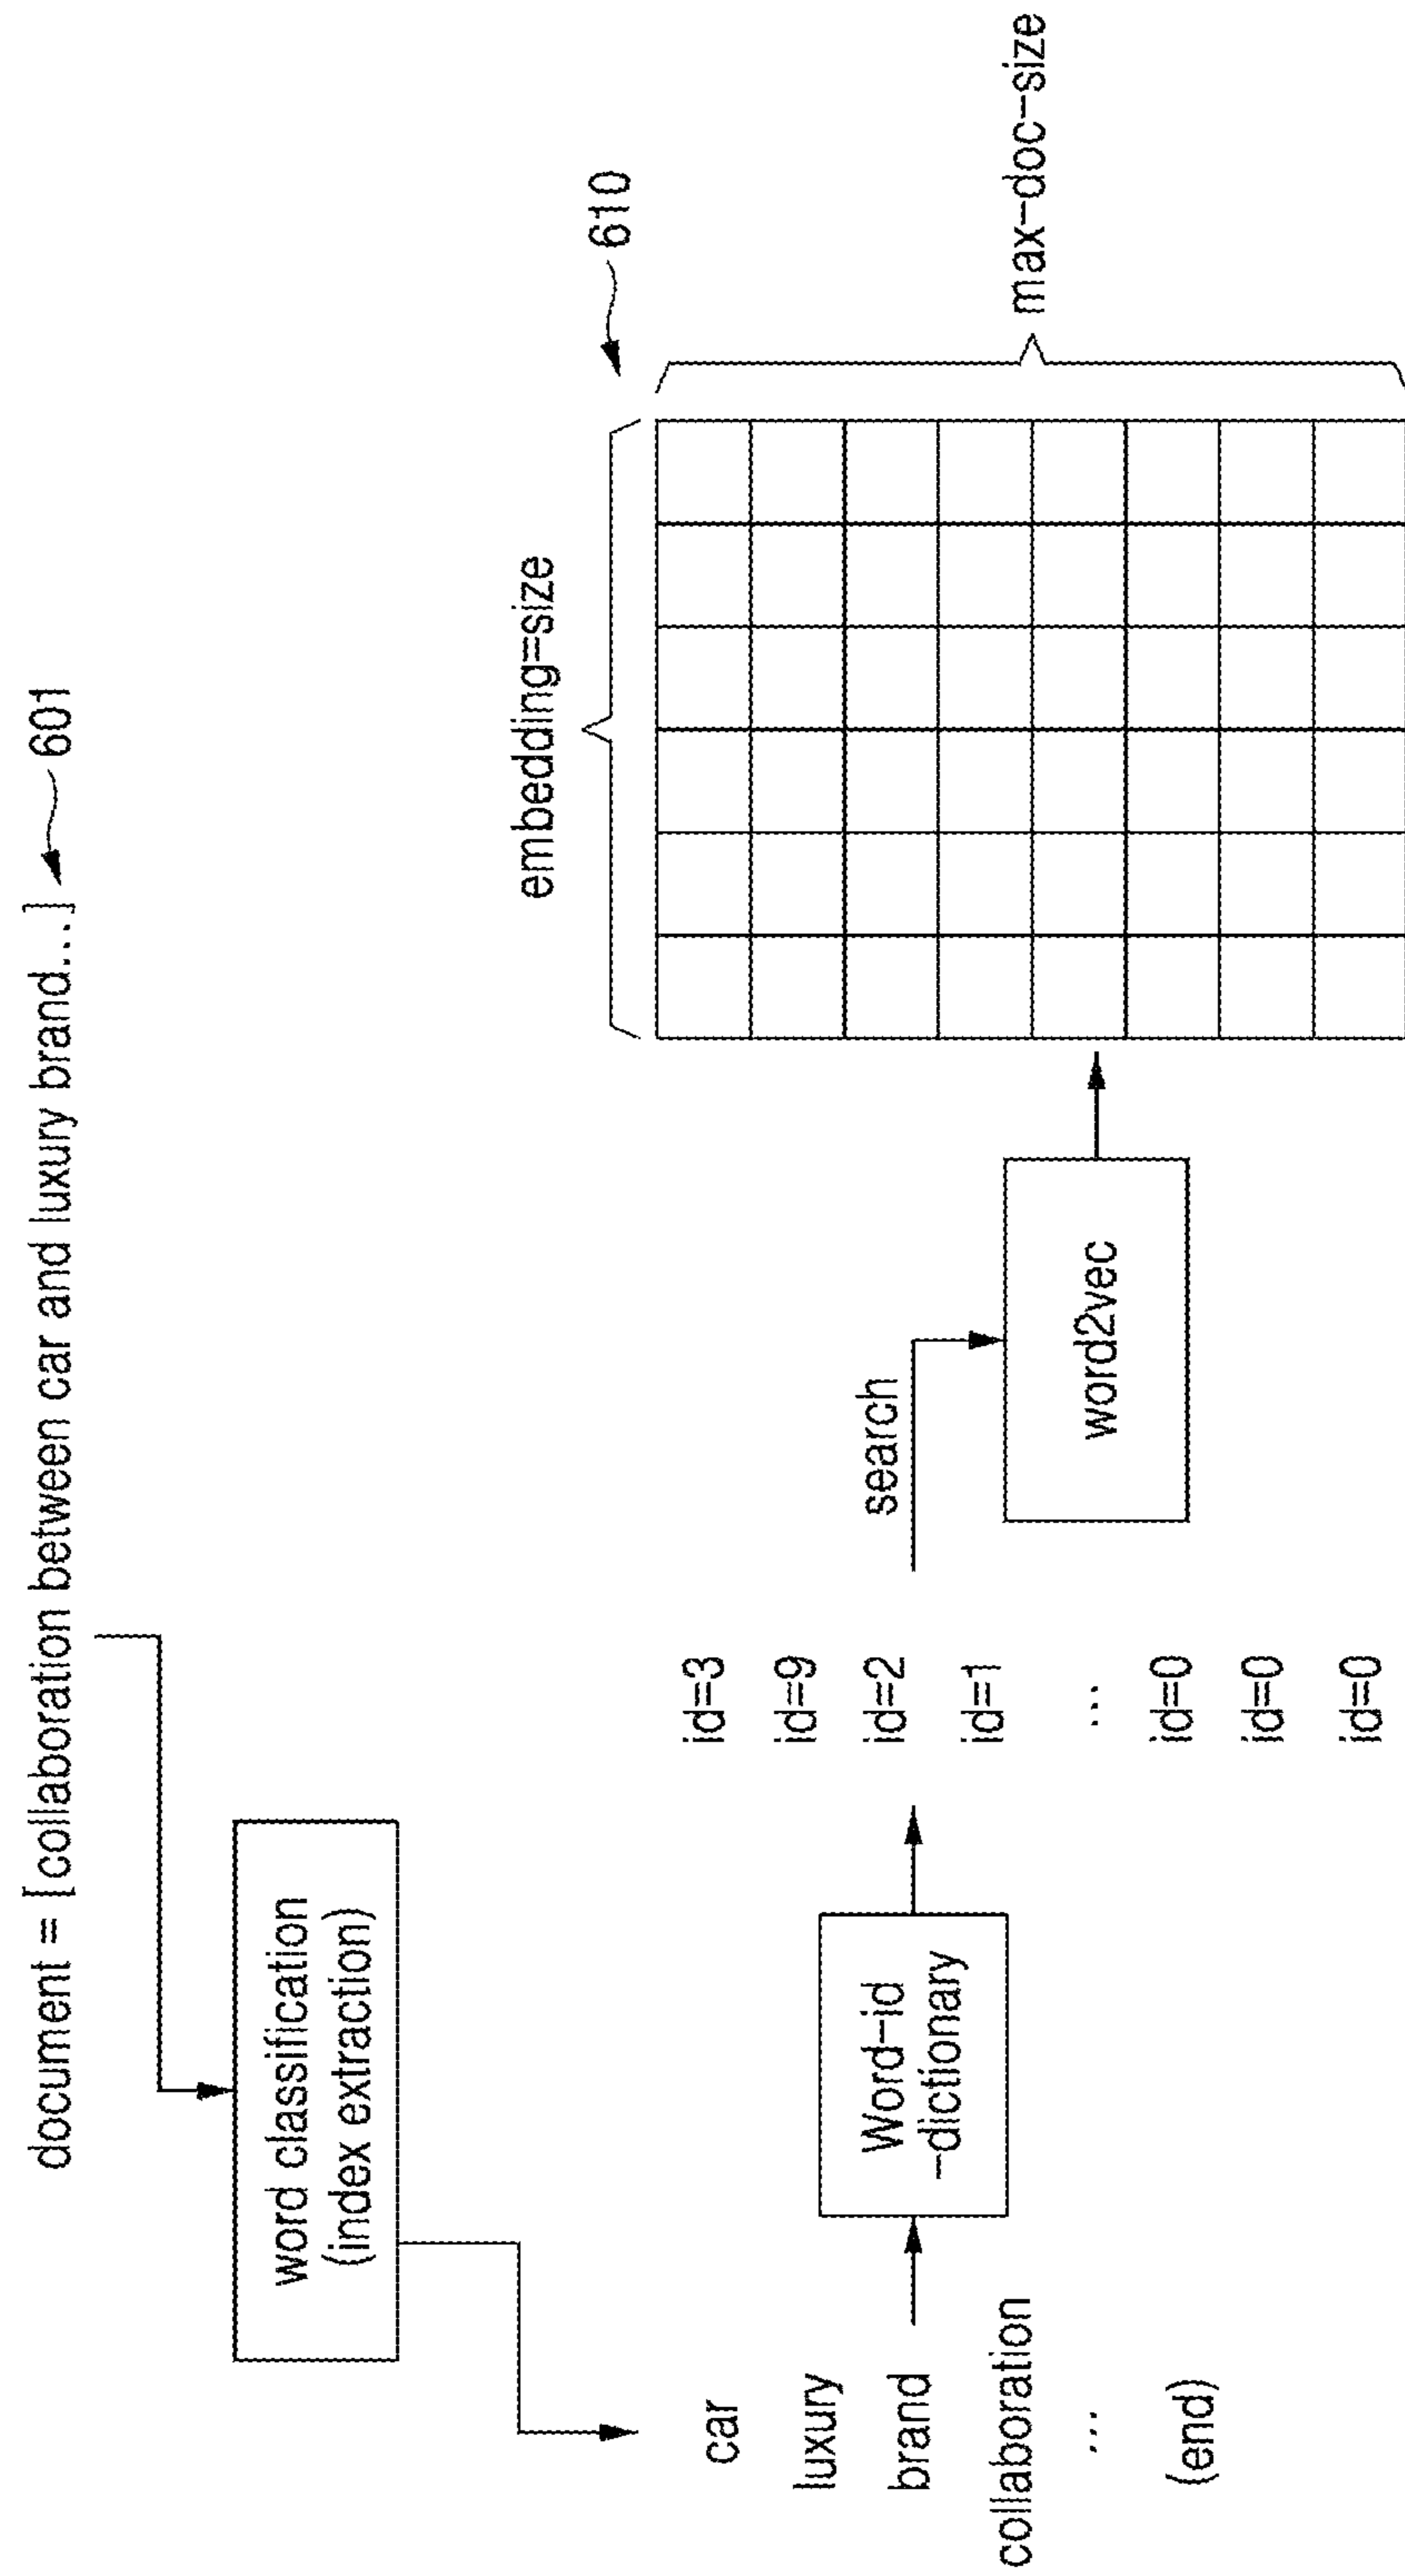 document = [collaboration between car and luxury brand...]
601
word classification
(index extraction)
car
luxury
brand
collaboration
...
(end)
Word-id
-dictionary
id=3
id=9
id=2
id=1
...
id=0
id=0
id=0
search
word2vec
embedding=size
610
max-doc-size